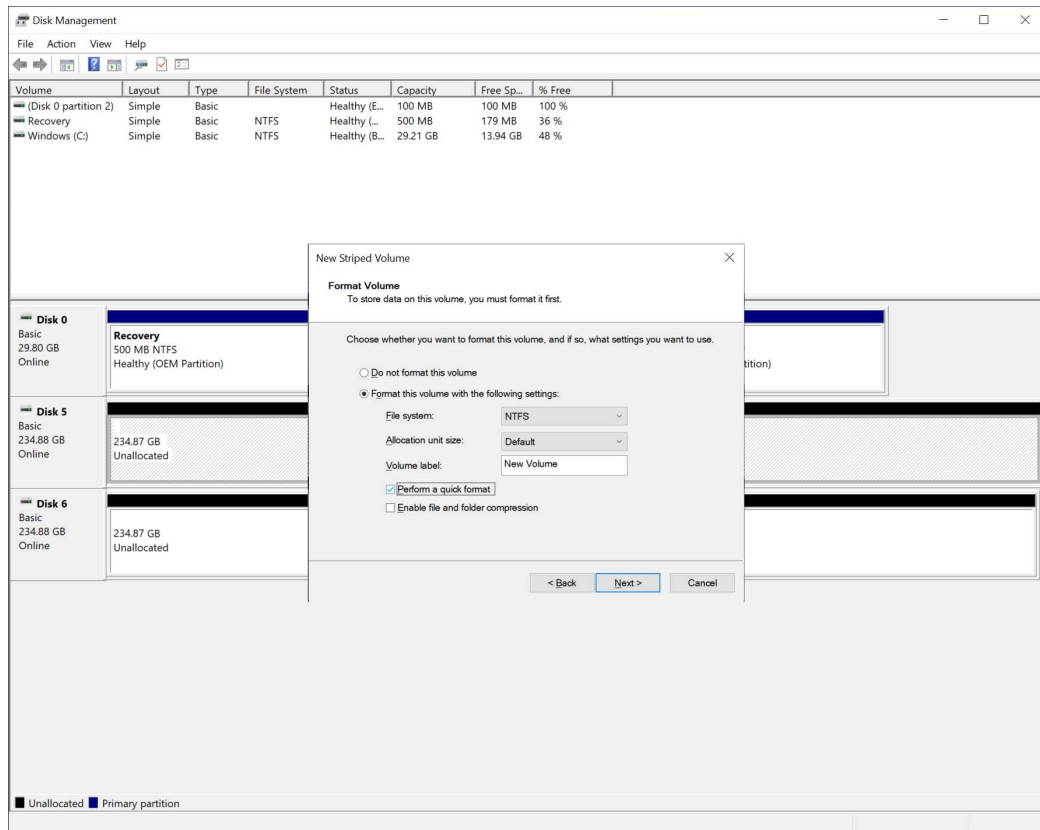 Disk Management
File Action View Help
Volume Layout Type File System Status Capacity Free Sp... % Free
(Disk 0 partition 2) Simple Basic Healthy (E... 100 MB 100 MB 100 %
Recovery Simple Basic NTFS Healthy (... 500 MB 179 MB 36 %
Windows (C:) Simple Basic NTFS Healthy (B... 29.21 GB 13.94 GB 48 %
New Striped Volume
Format Volume
To store data on this volume, you must format it first.
Choose whether you want to format this volume, and if so, what settings you want to use.
Do not format this volume
Format this volume with the following settings:
File system: NTFS
Allocation unit size: Default
Volume label: New Volume
Perform a quick format
Enable file and folder compression
< Back Next > Cancel
Disk 0
Basic
29.80 GB
Online
Recovery
500 MB NTFS
Healthy (OEM Partition)
tition)
Disk 5
Basic
234.88 GB
Online
234.87 GB
Unallocated
Disk 6
Basic
234.88 GB
Online
234.87 GB
Unallocated
Unallocated Primary partition